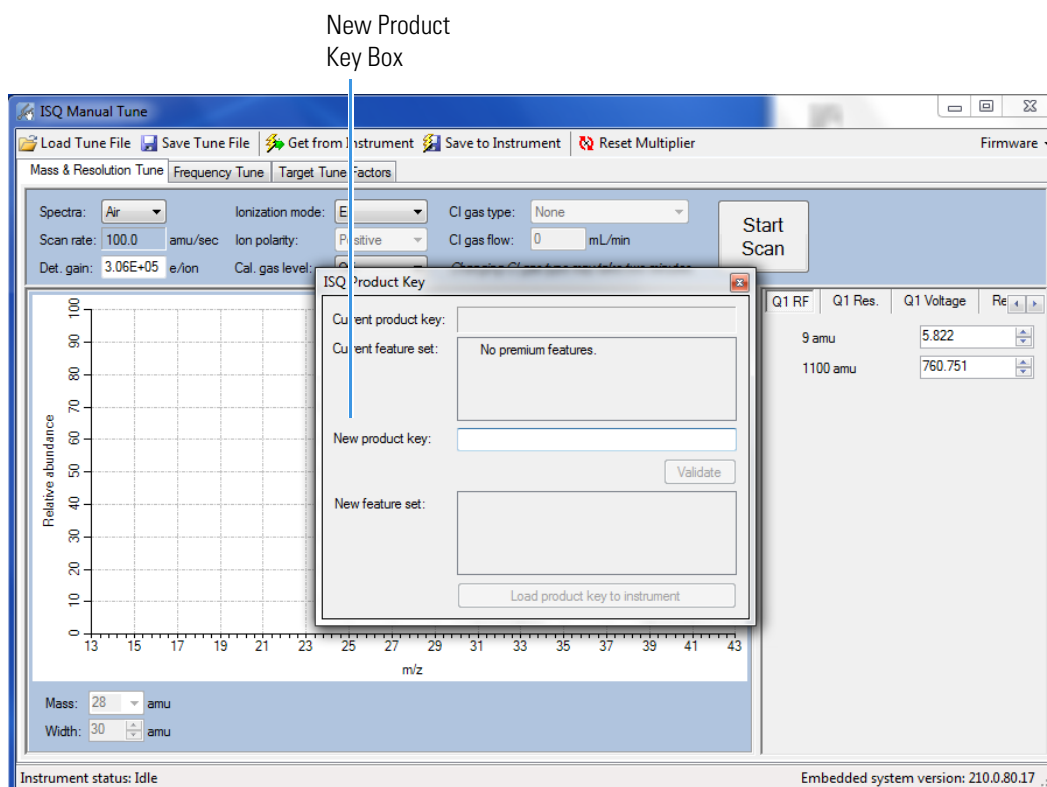 New Product
Key Box
ISQ Manual Tune
Load Tune File Save Tune File Get from Instrument Save to Instrument Reset Multiplier Firmware
Mass & Resolution Tune Frequency Tune Target Tune Factors
Spectra: Air Ionization mode: CI gas type: None
Scan rate: 100.0 amu/sec Ion polarity: Positive CI gas flow: 0 mL/min
Start
Scan
Det. gain: 3.06E+05 e/ion Cal. gas level:
ISQ Product Key
Current product key:
Current feature set: No premium features.
New product key:
Validate
New feature set:
Load product key to instrument
Q1 RF Q1 Res. Q1 Voltage
9 amu 5.822
1100 amu 760.751
Relative abundance
100
90
80
70
60
50
40
30
20
10
0
13 15 17 19 21 23 25 27 29 31 33 35 37 39 41 43
m/z
Mass: 28 amu
Width: 30 amu
Instrument status: Idle Embedded system version: 210.0.80.17